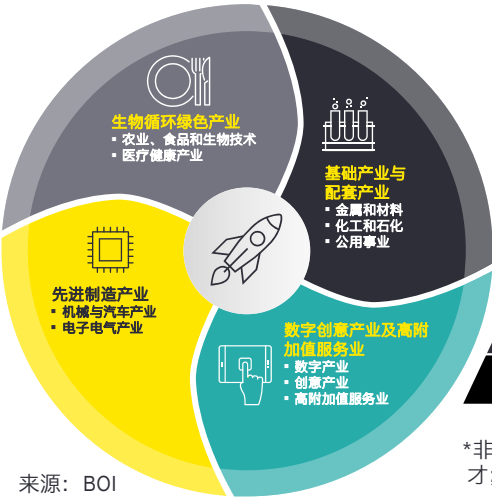 生物循环绿色产业
▪ 农业、食品和生物技术
▪ 医疗健康产业
基础产业与
配套产业
▪ 金属和材料
▪ 化工和石化
▪ 公用事业
先进制造产业
▪ 机械与汽车产业
▪ 电子电气产业
数字创意产业及高附
加值服务业
▪ 数字产业
▪ 创意产业
▪ 高附加值服务业
*非
才;
来源：BOI